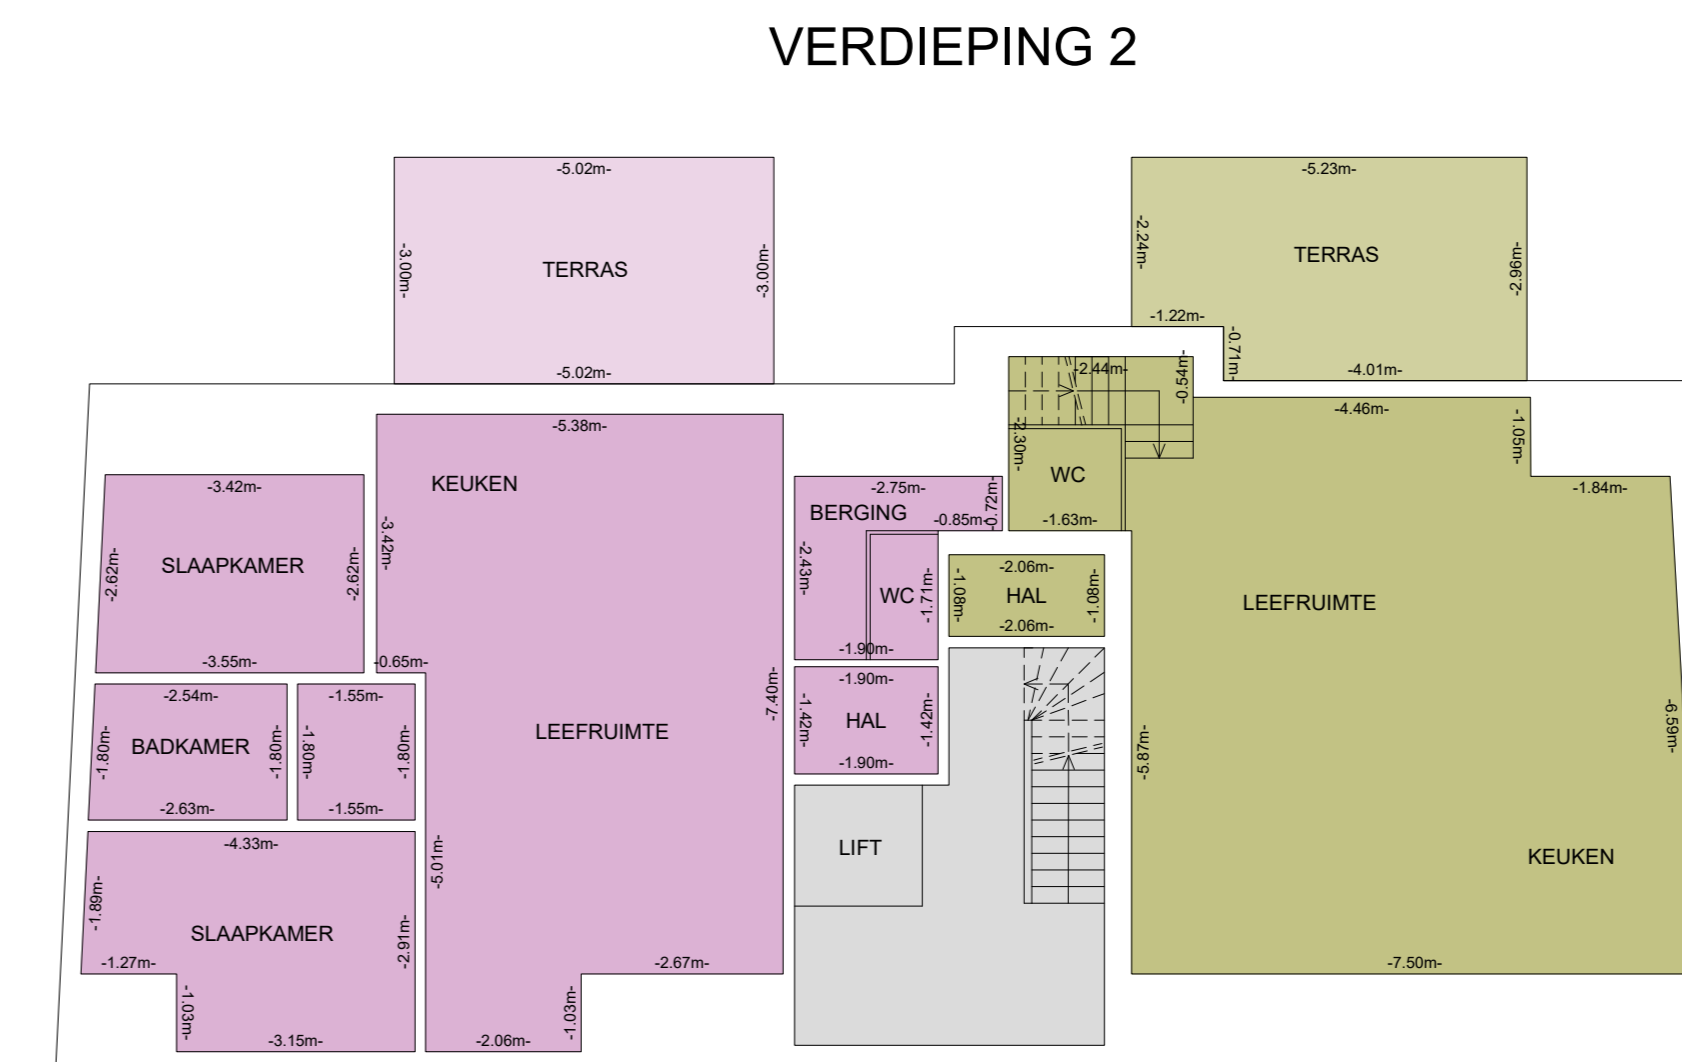 VERDIEPING 2
-5.02m-
-3.00m-
TERRAS
-3.00m-
-5.02m-
-5.23m-
-2.24m-
TERRAS
-2.96m-
-1.22m-
-0.71m-
-4.01m-
-2.44m-
-0.54m-
-2.30m-
WC
-1.63m-
-4.46m-
-1.05m-
-1.84m-
LEEFRUIMTE
-6.59m-
-5.87m-
KEUKEN
-7.50m-
-5.38m-
KEUKEN
-3.42m-
-0.65m-
LEEFRUIMTE
-7.40m-
-5.01m-
-2.67m-
-1.03m-
-2.06m-
-3.42m-
-2.62m-
SLAAPKAMER
-2.62m-
-3.55m-
-2.54m-
-1.80m-
BADKAMER
-1.80m-
-2.63m-
-1.55m-
-1.80m-
-1.80m-
-1.55m-
-4.33m-
-1.89m-
SLAAPKAMER
-2.91m-
-1.27m-
-1.03m-
-3.15m-
-2.75m-
BERGING
-0.85m-
-0.72m-
-2.43m-
WC
-1.71m-
-1.90m-
-1.90m-
-1.42m-
HAL
-1.42m-
-1.90m-
-2.06m-
-1.08m-
HAL
-1.08m-
-2.06m-
LIFT